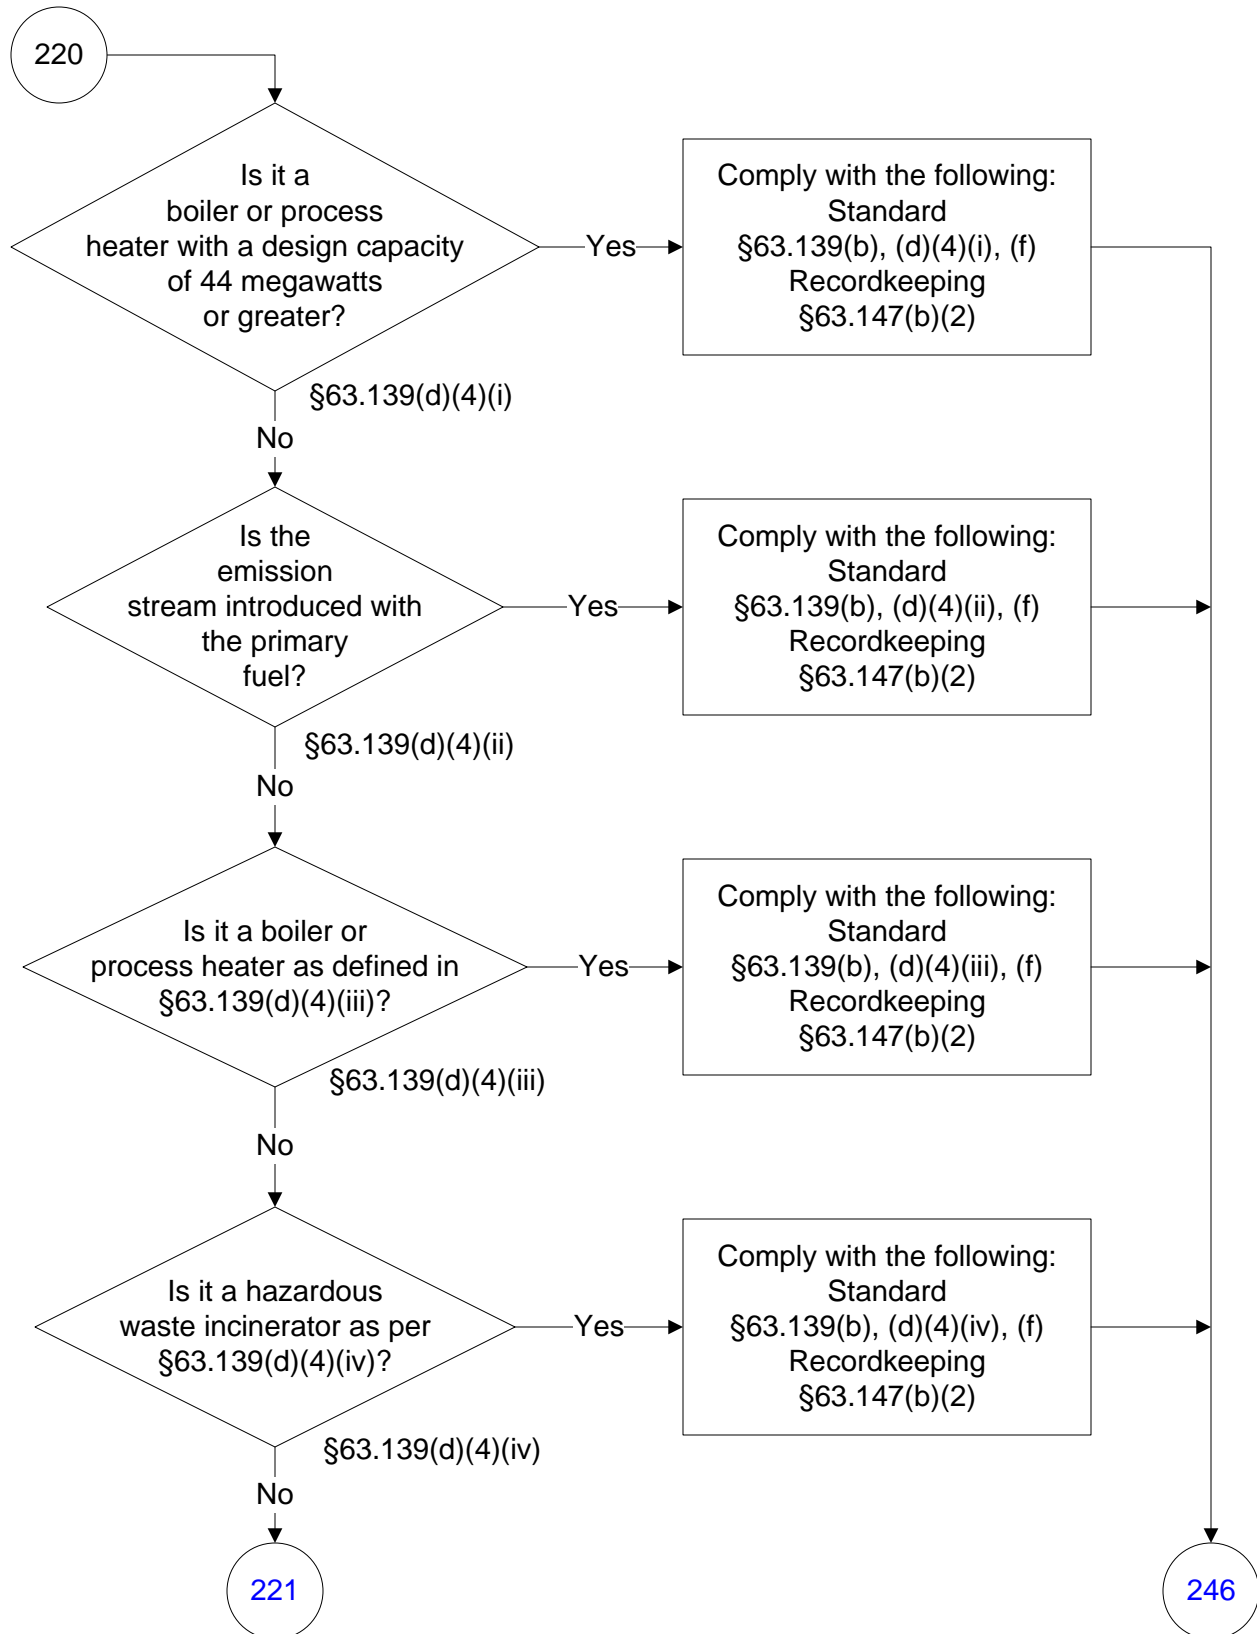 220
Is it a
boiler or process
heater with a design capacity
of 44 megawatts
or greater?
Yes
Comply with the following:
Standard
§63.139(b), (d)(4)(i), (f)
Recordkeeping
§63.147(b)(2)
§63.139(d)(4)(i)
No
Is the
emission
stream introduced with
the primary
fuel?
Yes
Comply with the following:
Standard
§63.139(b), (d)(4)(ii), (f)
Recordkeeping
§63.147(b)(2)
§63.139(d)(4)(ii)
No
Is it a boiler or
process heater as defined in
§63.139(d)(4)(iii)?
Yes
Comply with the following:
Standard
§63.139(b), (d)(4)(iii), (f)
Recordkeeping
§63.147(b)(2)
§63.139(d)(4)(iii)
No
Is it a hazardous
waste incinerator as per
§63.139(d)(4)(iv)?
Yes
Comply with the following:
Standard
§63.139(b), (d)(4)(iv), (f)
Recordkeeping
§63.147(b)(2)
§63.139(d)(4)(iv)
No
221
246